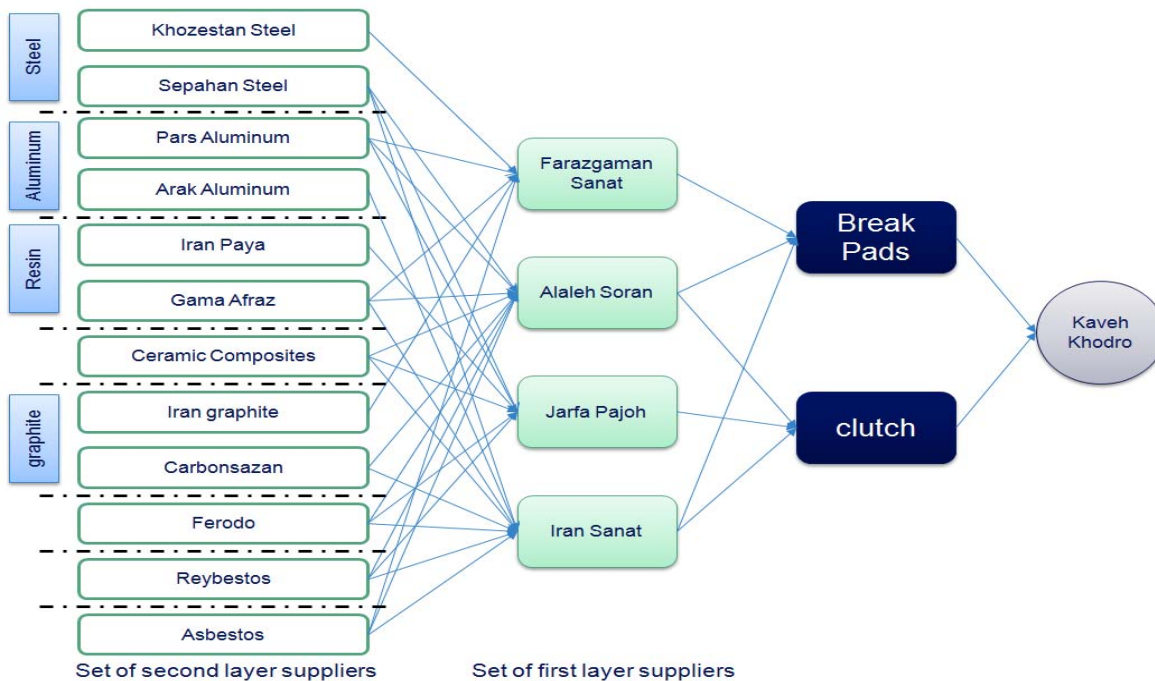 Steel
Khozestan Steel
Sepahan Steel
Aluminum
Pars Aluminum
Arak Aluminum
Resin
Iran Paya
Gama Afraz
Ceramic Composites
graphite
Iran graphite
Carbonsazan
Ferodo
Reybestos
Asbestos
Set of second layer suppliers
Farazgaman
Sanat
Alaleh Soran
Jarfa Pajoh
Iran Sanat
Set of first layer suppliers
Break
Pads
clutch
Kaveh
Khodro